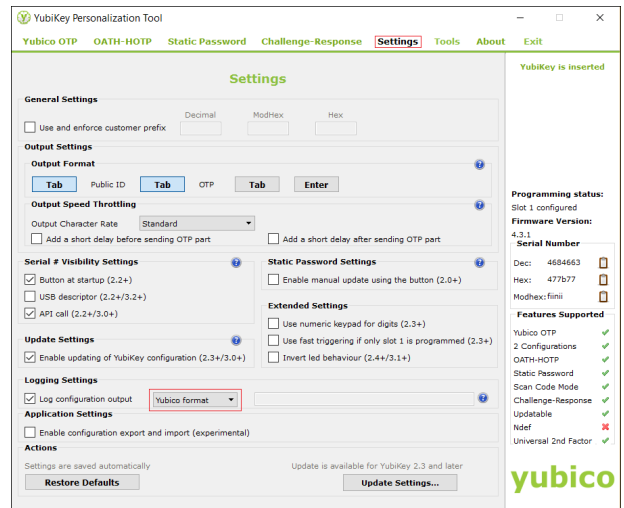 YubiKey Personalization Tool
Yubico OTP OATH-HOTP Static Password Challenge-Response Settings Tools About Exit
Settings
General Settings
Decimal ModHex Hex
Use and enforce customer prefix
Output Settings
Output Format
Tab Public ID Tab OTP Tab Enter
Output Speed Throttling
Output Character Rate Standard
Add a short delay before sending OTP part Add a short delay after sending OTP part
Serial # Visibility Settings
Button at startup (2.2+)
USB descriptor (2.2+/3.2+)
API call (2.2+/3.0+)
Static Password Settings
Enable manual update using the button (2.0+)
Extended Settings
Use numeric keypad for digits (2.3+)
Use fast triggering if only slot 1 is programmed (2.3+)
Invert led behaviour (2.4+/3.1+)
Update Settings
Enable updating of YubiKey configuration (2.3+/3.0+)
Logging Settings
Log configuration output Yubico format
Application Settings
Enable configuration export and import (experimental)
Actions
Settings are saved automatically Update is available for YubiKey 2.3 and later
Restore Defaults Update Settings...
YubiKey is inserted
Programming status:
Slot 1 configured
Firmware Version:
4.3.1
Serial Number
Dec: 4684663
Hex: 477b77
Modhex: fiinii
Features Supported
Yubico OTP
2 Configurations
OATH-HOTP
Static Password
Scan Code Mode
Challenge-Response
Updatable
Ndef
Universal 2nd Factor
yubico